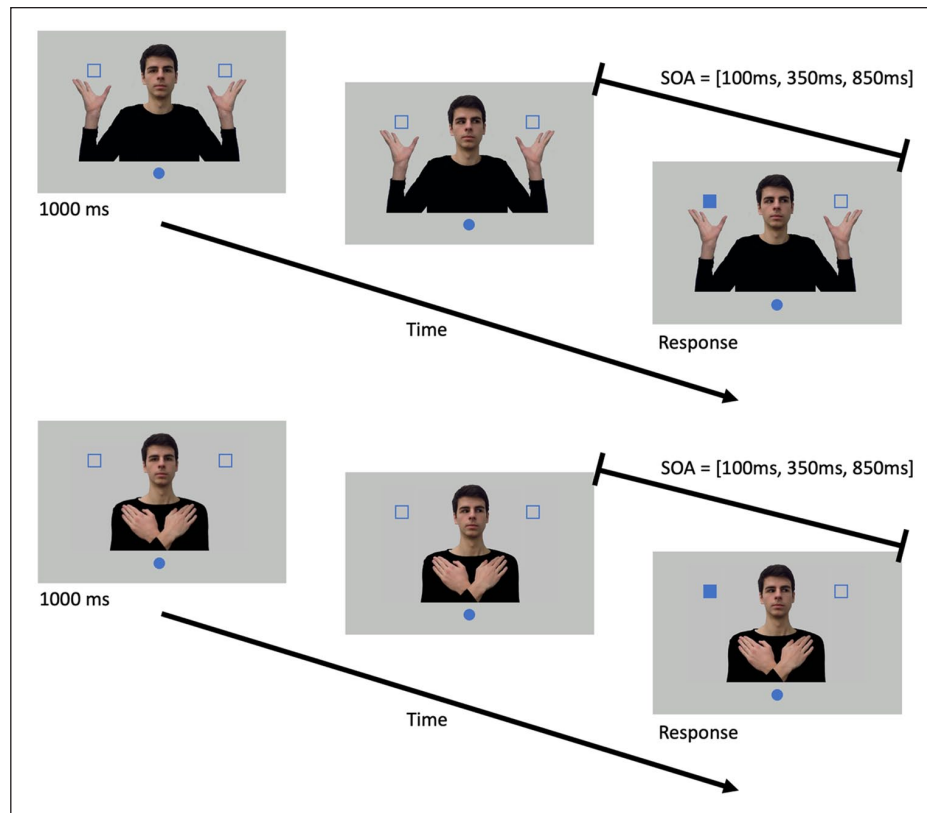 SOA = [100ms, 350ms, 850ms]
1000 ms
Time
Response
SOA = [100ms, 350ms, 850ms]
1000 ms
Time
Response